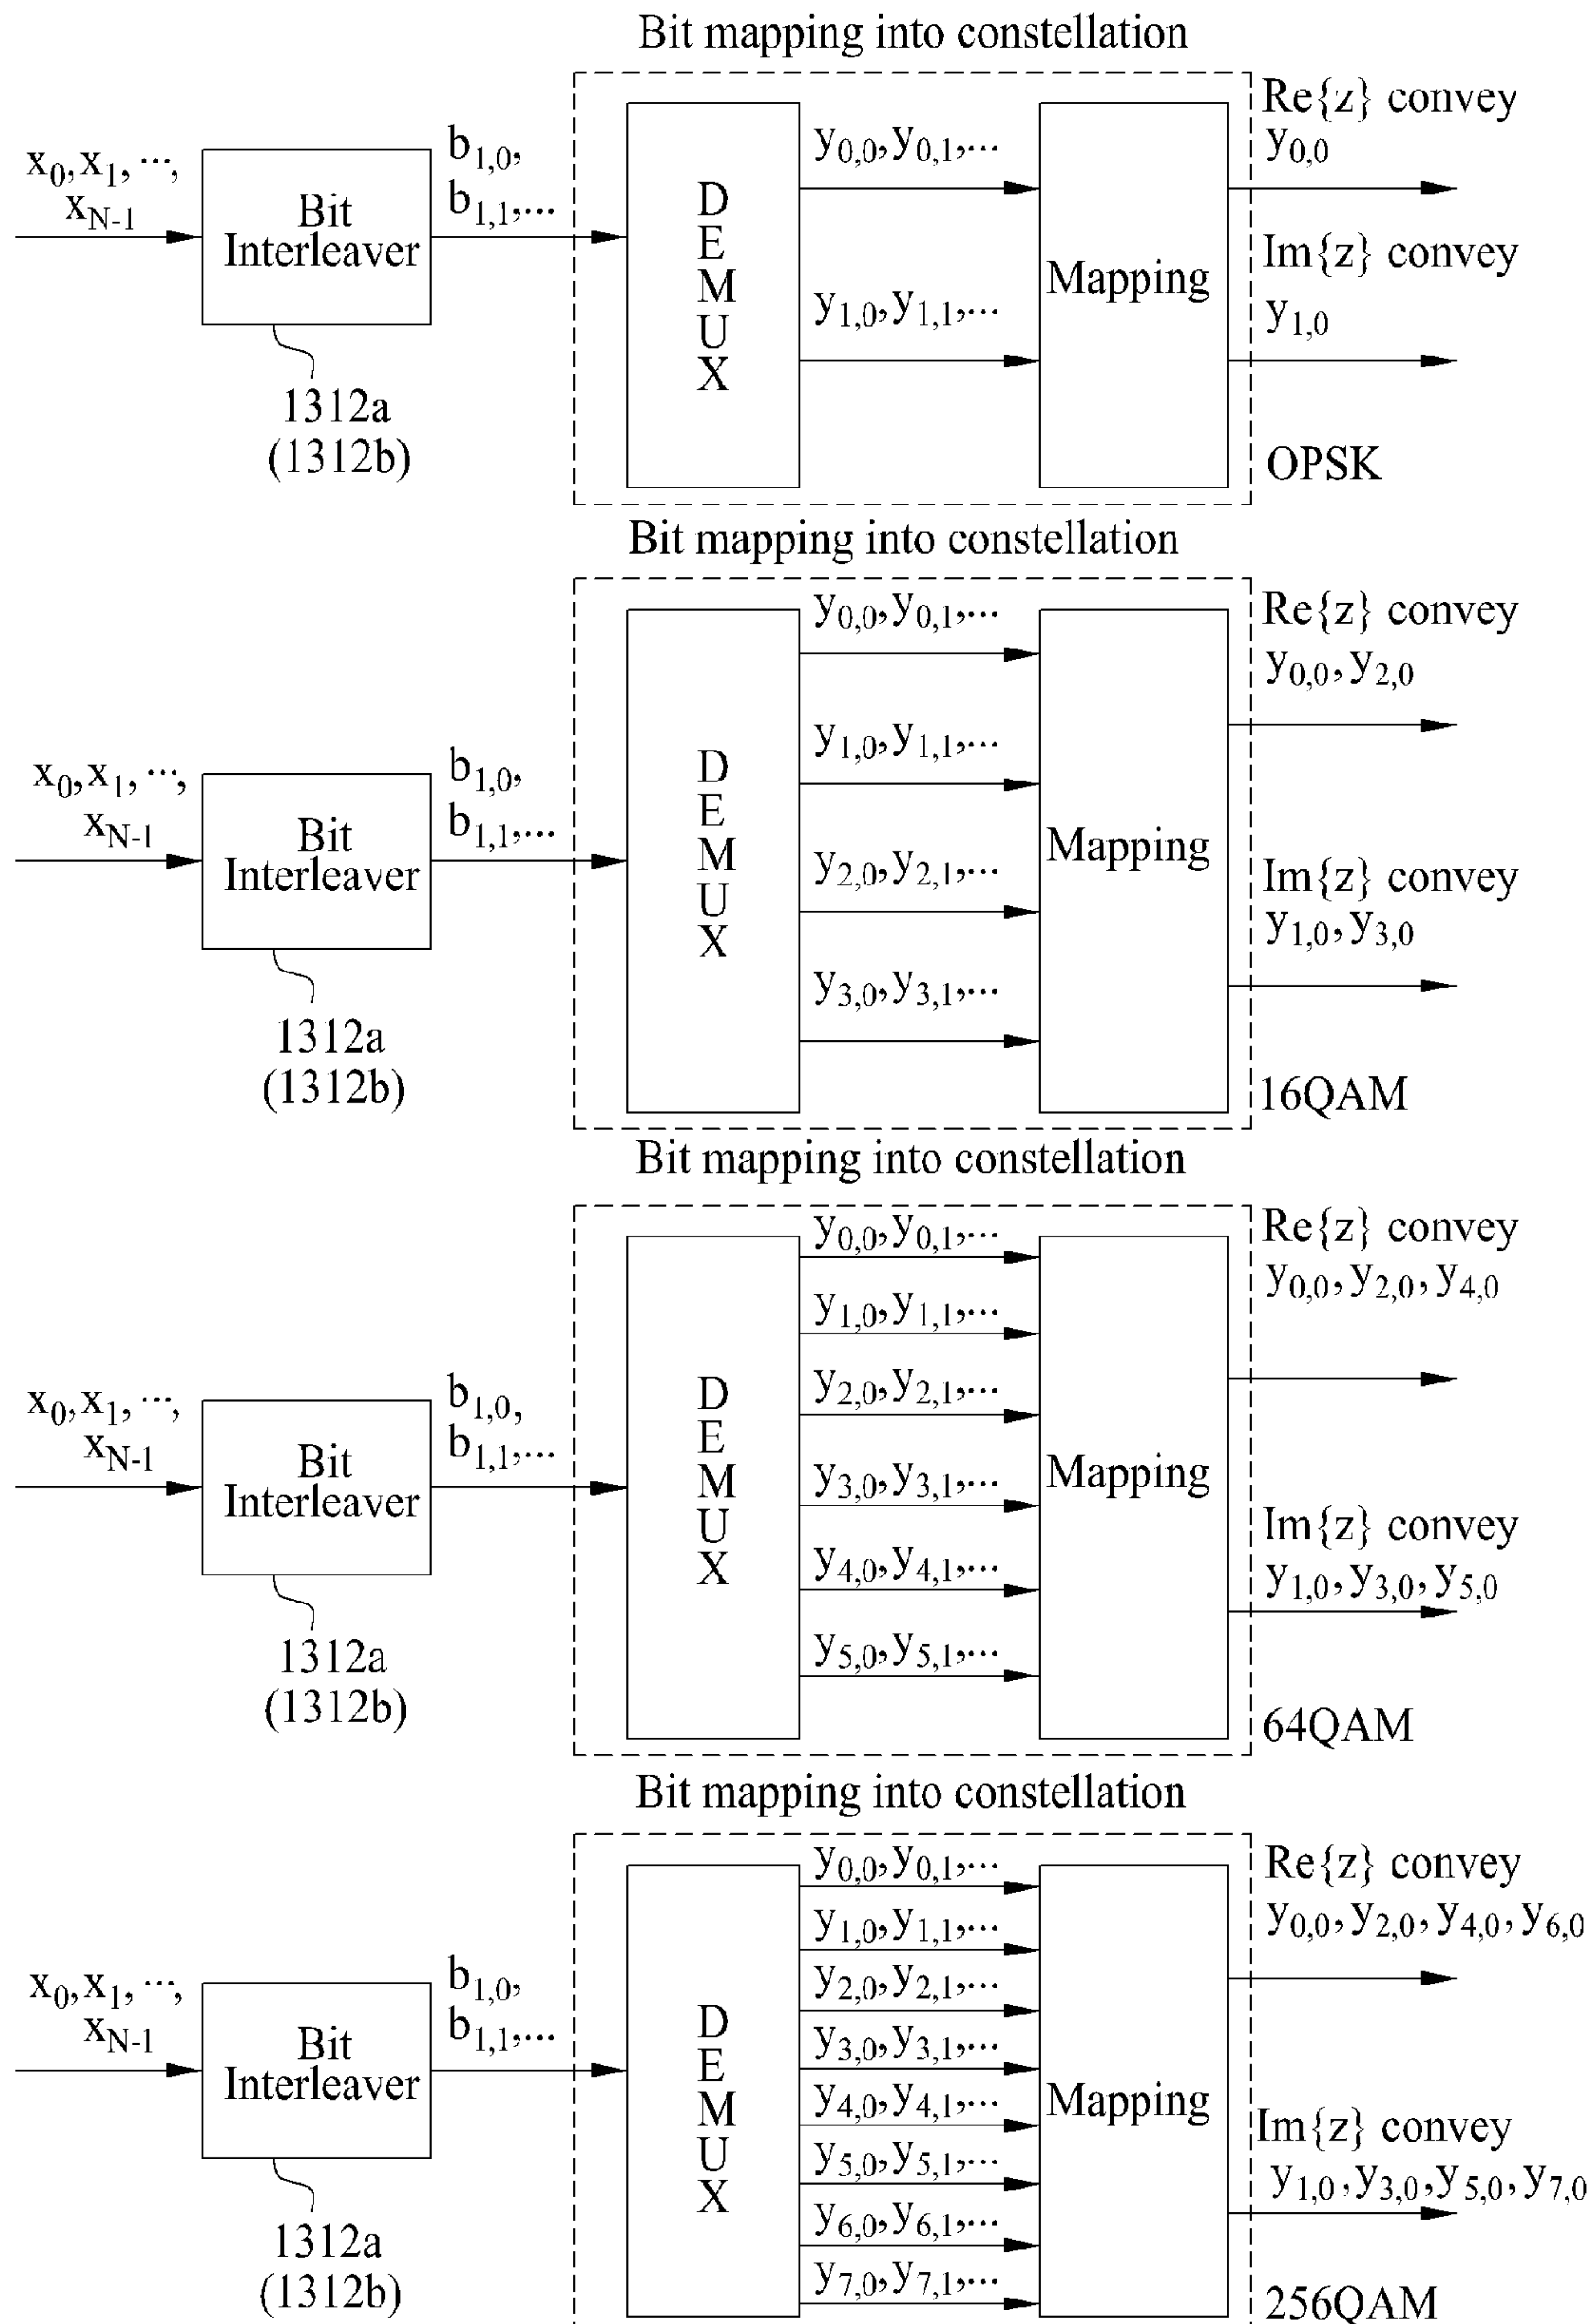 Bit mapping into constellation
x0,x1, ...,
xN-1
Bit
Interleaver
1312a
(1312b)
b1,0,
b1,1,...
D
E
M
U
X
y0,0,y0,1,...
y1,0,y1,1,...
Mapping
Re{z} convey
y0,0
Im{z} convey
y1,0
OPSK
Bit mapping into constellation
x0,x1, ...,
xN-1
Bit
Interleaver
1312a
(1312b)
b1,0,
b1,1,...
D
E
M
U
X
y0,0,y0,1,...
y1,0,y1,1,...
y2,0,y2,1,...
y3,0,y3,1,...
Mapping
Re{z} convey
y0,0,y2,0
Im{z} convey
y1,0,y3,0
16QAM
Bit mapping into constellation
x0,x1, ...,
xN-1
Bit
Interleaver
1312a
(1312b)
b1,0,
b1,1,...
D
E
M
U
X
y0,0,y0,1,...
y1,0,y1,1,...
y2,0,y2,1,...
y3,0,y3,1,...
y4,0,y4,1,...
y5,0,y5,1,...
Mapping
Re{z} convey
y0,0,y2,0,y4,0
Im{z} convey
y1,0,y3,0,y5,0
64QAM
Bit mapping into constellation
x0,x1, ...,
xN-1
Bit
Interleaver
1312a
(1312b)
b1,0,
b1,1,...
D
E
M
U
X
y0,0,y0,1,...
y1,0,y1,1,...
y2,0,y2,1,...
y3,0,y3,1,...
y4,0,y4,1,...
y5,0,y5,1,...
y6,0,y6,1,...
y7,0,y7,1,...
Mapping
Re{z} convey
y0,0,y2,0,y4,0,y6,0
Im{z} convey
y1,0,y3,0,y5,0,y7,0
256QAM